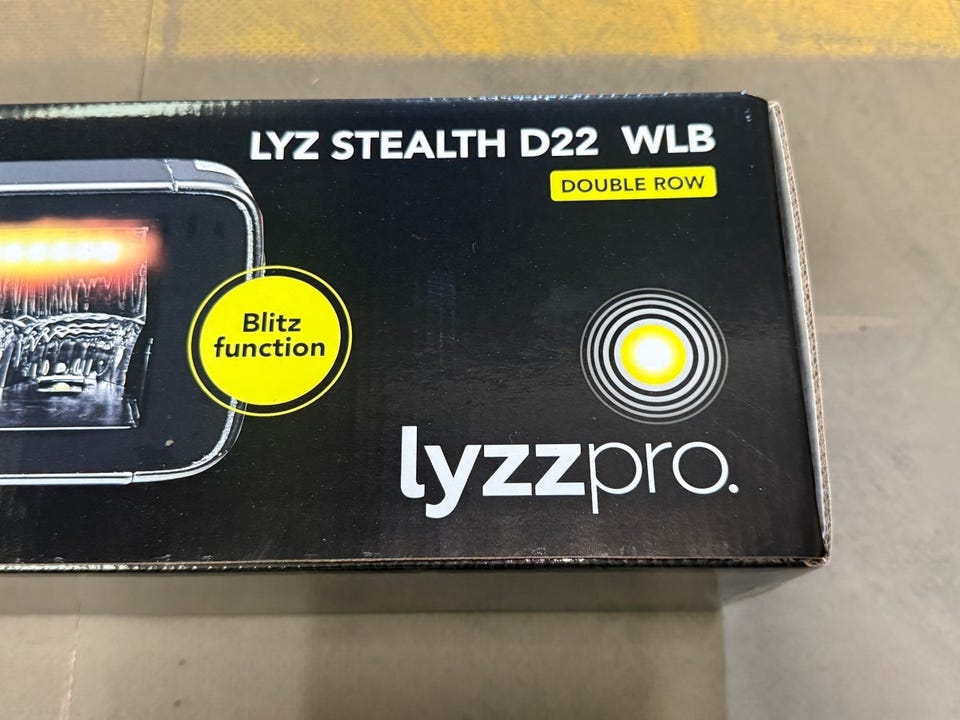 LYZ STEALTH D22 WLB
DOUBLE ROW
Blitz
function
lyzzpro.